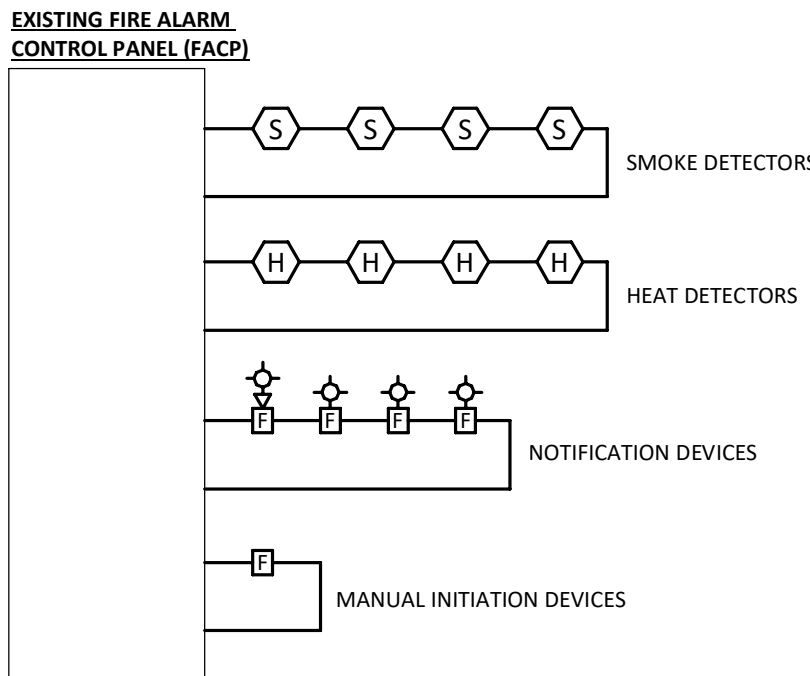 EXISTING FIRE ALARM
CONTROL PANEL (FACP)
S S S S
SMOKE DETECTORS
H H H H
HEAT DETECTORS
F F F F
NOTIFICATION DEVICES
F
MANUAL INITIATION DEVICES